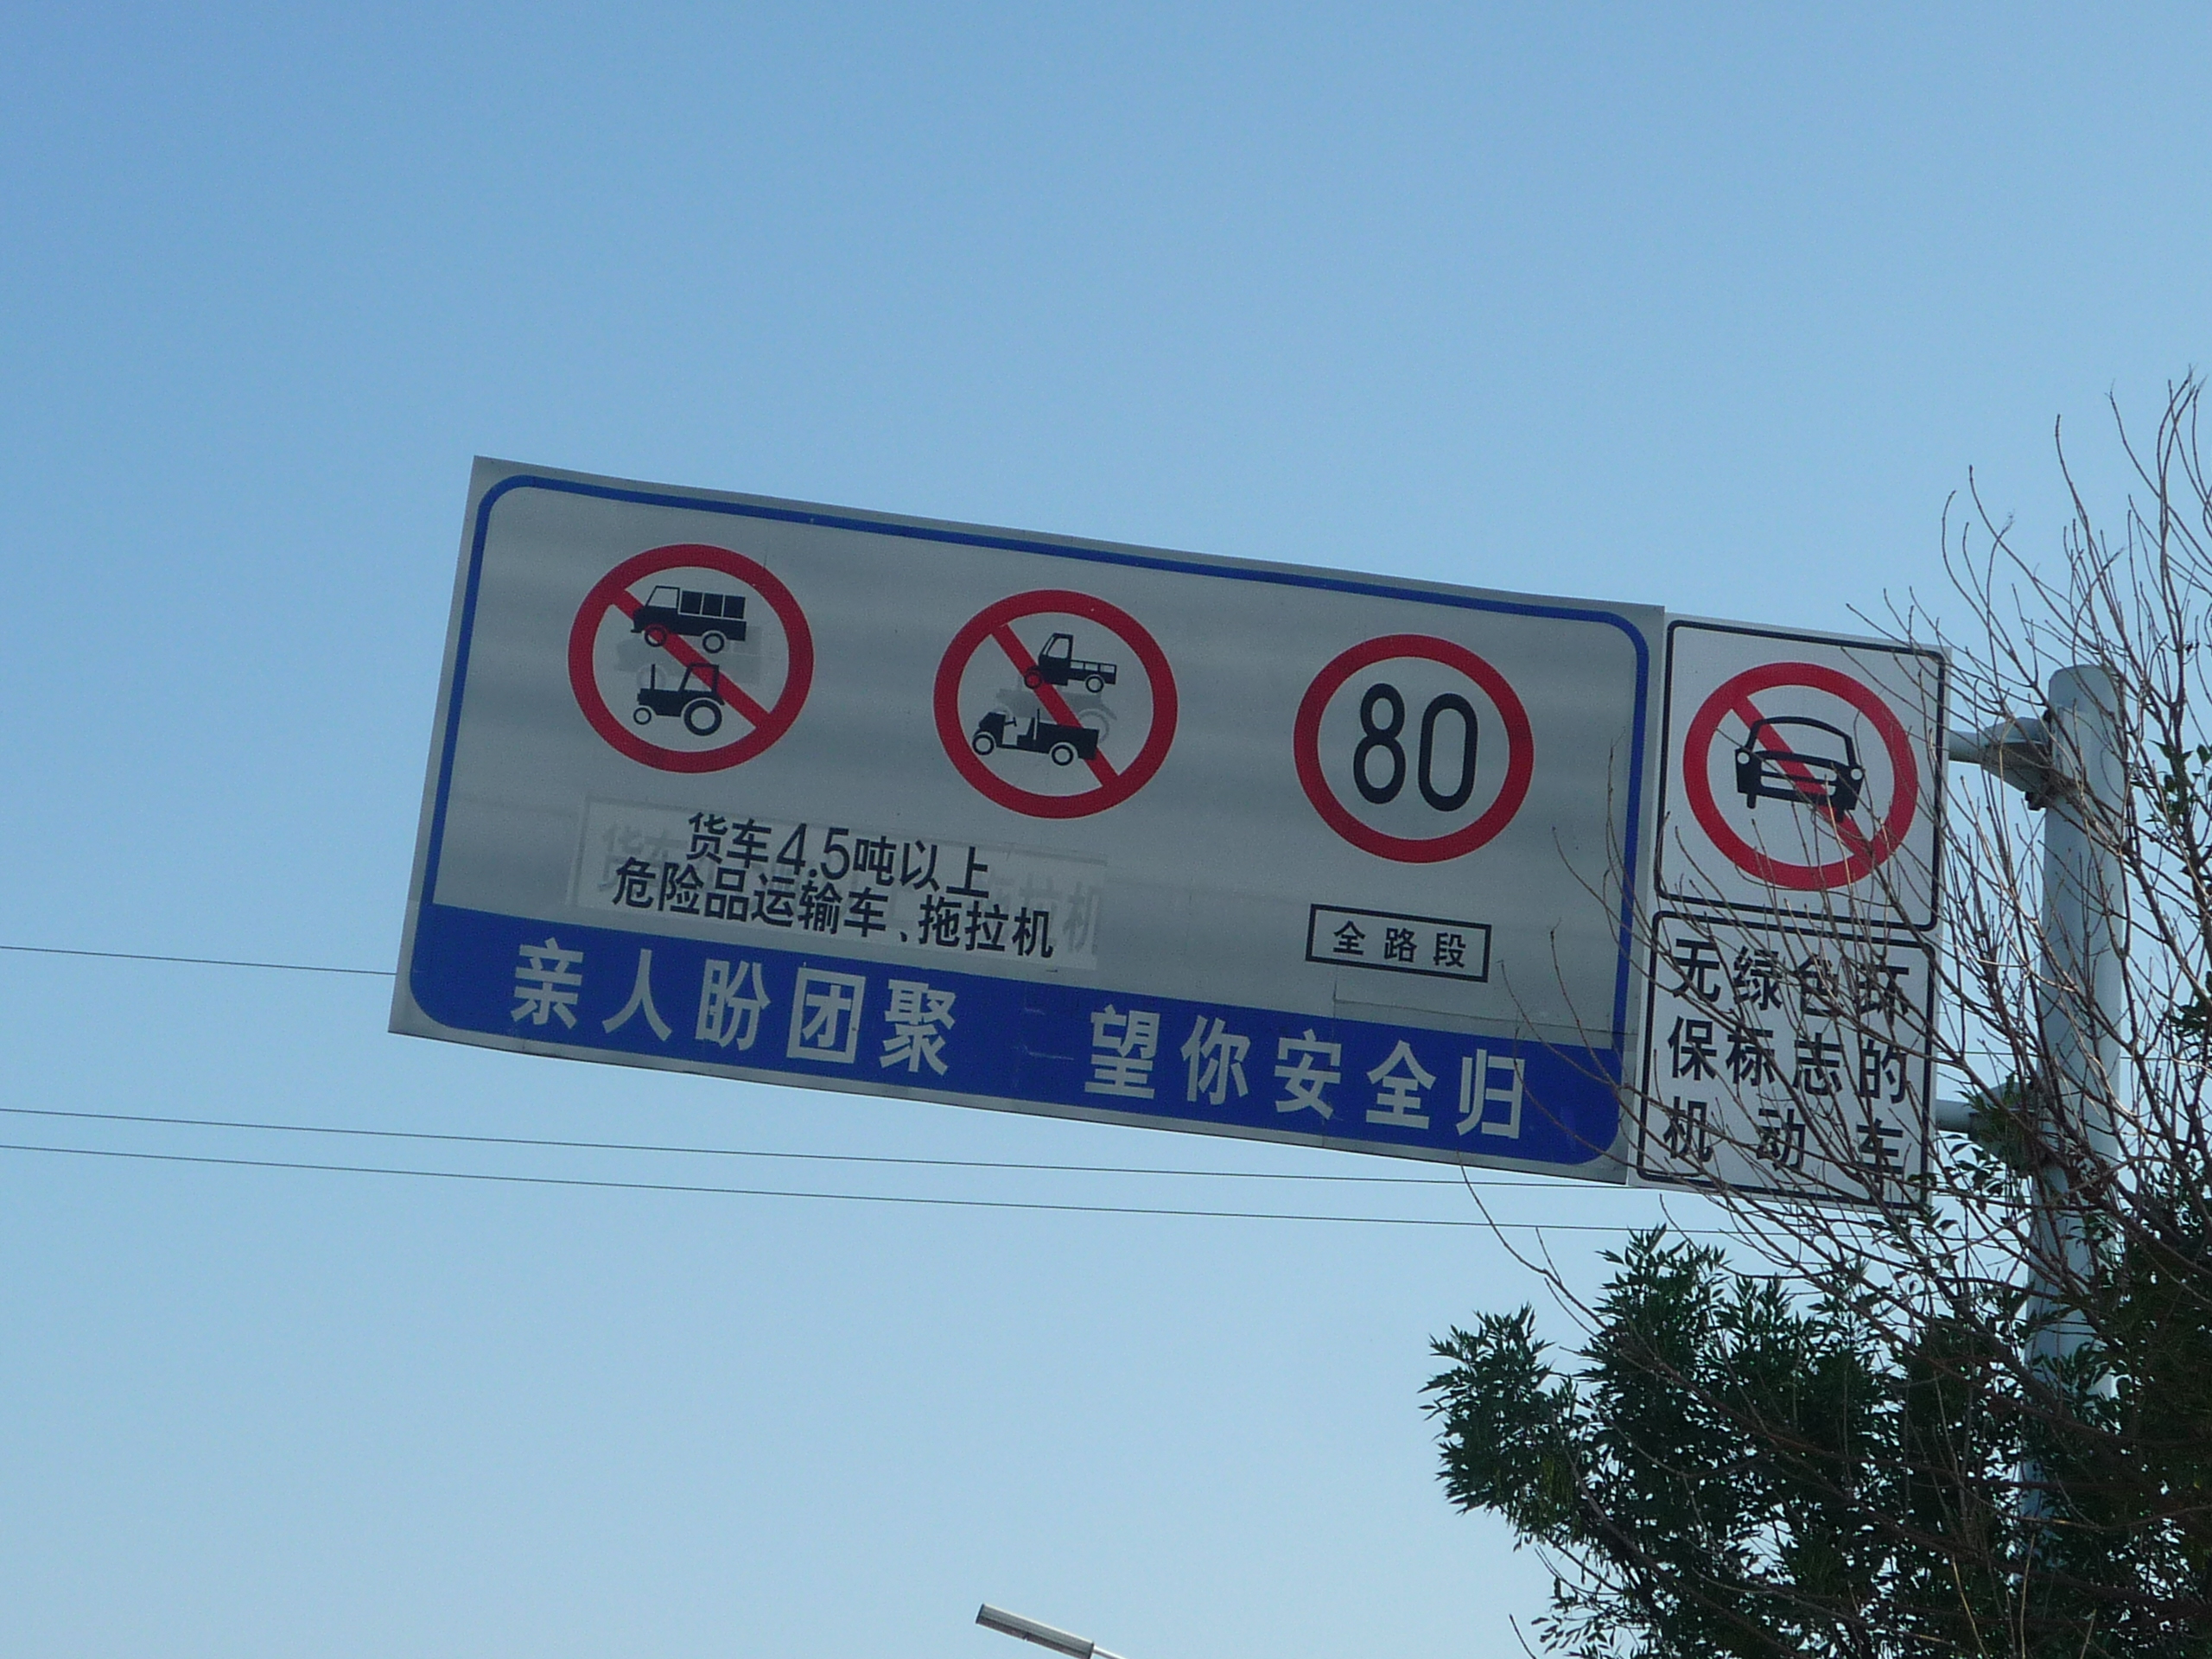 80
货车4.5吨以上
危险品运输车、拖拉机
全路段
亲人盼团聚 望你安全归
无绿色环
保标志的
机动车